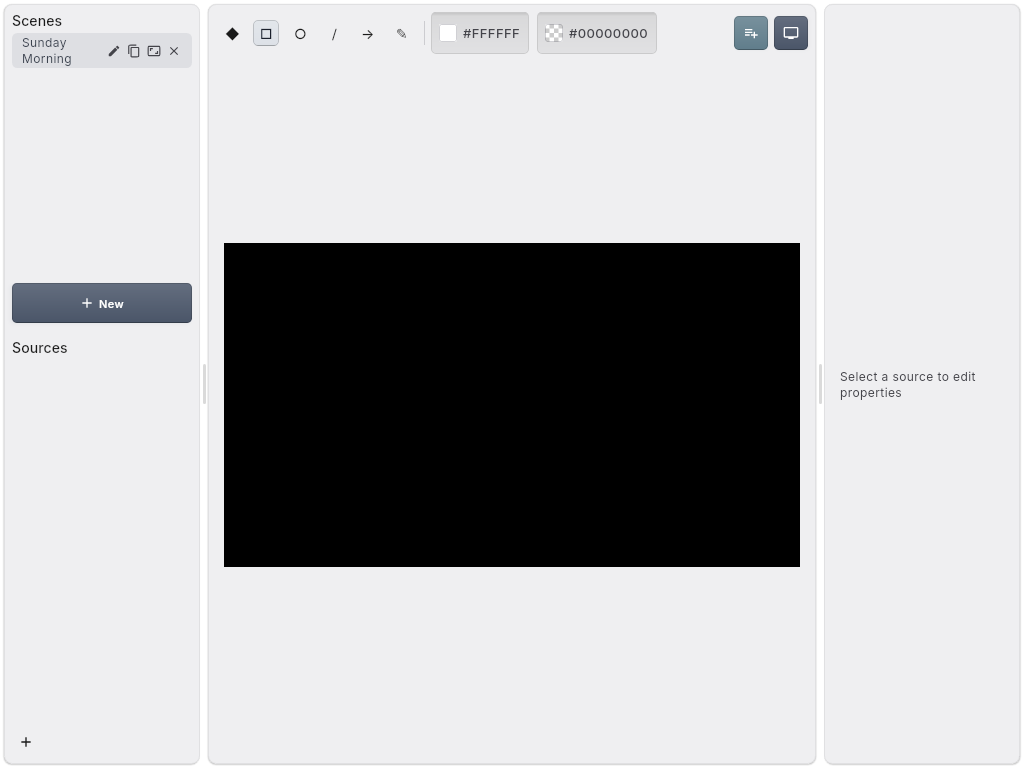 Scenes
Sunday
Morning
New
Sources
#FFFFFF
#00000000
Select a source to edit
properties